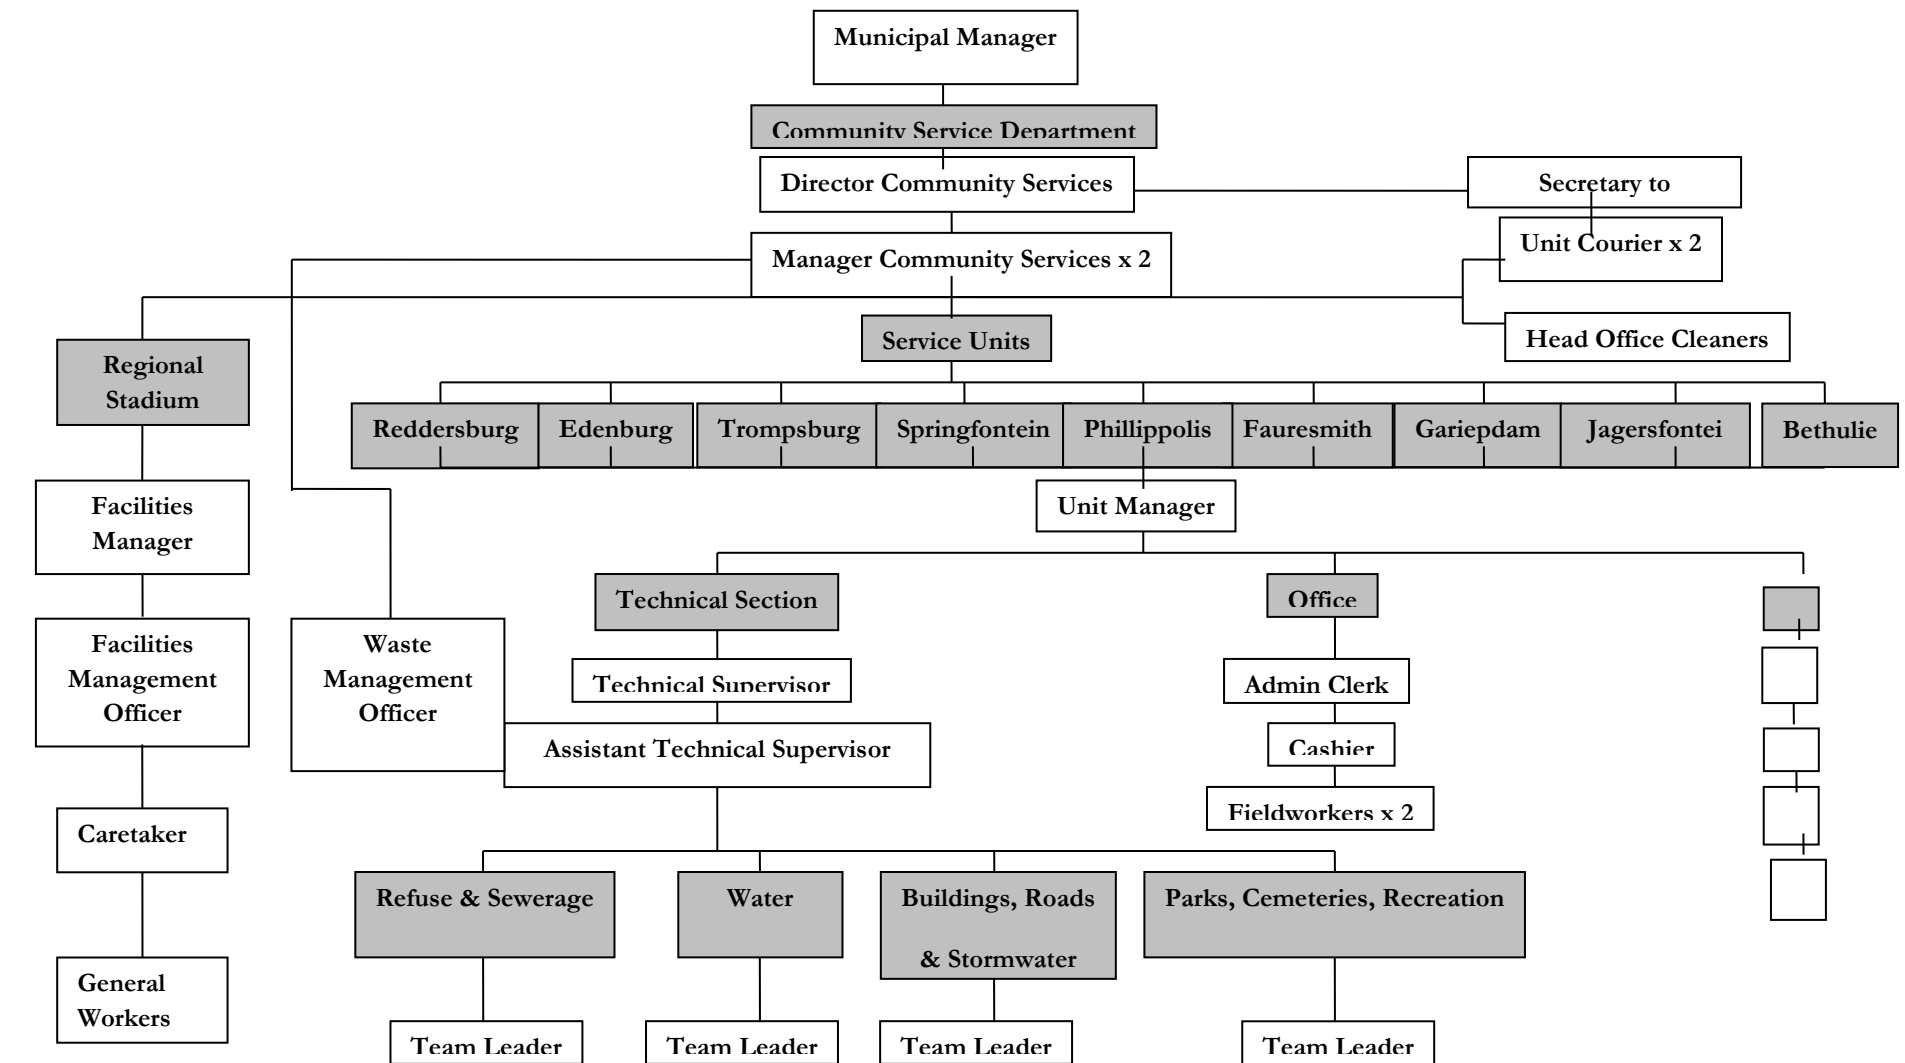 Municipal Manager
Community Service Department
Director Community Services
Secretary to
Manager Community Services x 2
Unit Courier x 2
Head Office Cleaners
Service Units
Regional
Stadium
Reddersburg
Edenburg
Trompsburg
Springfontein
Phillippolis
Fauresmith
Gariepdam
Jagersfontei
Bethulie
Facilities
Manager
Unit Manager
Technical Section
Office
Facilities
Management
Officer
Waste
Management
Officer
Technical Supervisor
Admin Clerk
Assistant Technical Supervisor
Cashier
Fieldworkers x 2
Caretaker
Refuse & Sewerage
Water
Buildings, Roads
& Stormwater
Parks, Cemeteries, Recreation
General
Workers
Team Leader
Team Leader
Team Leader
Team Leader